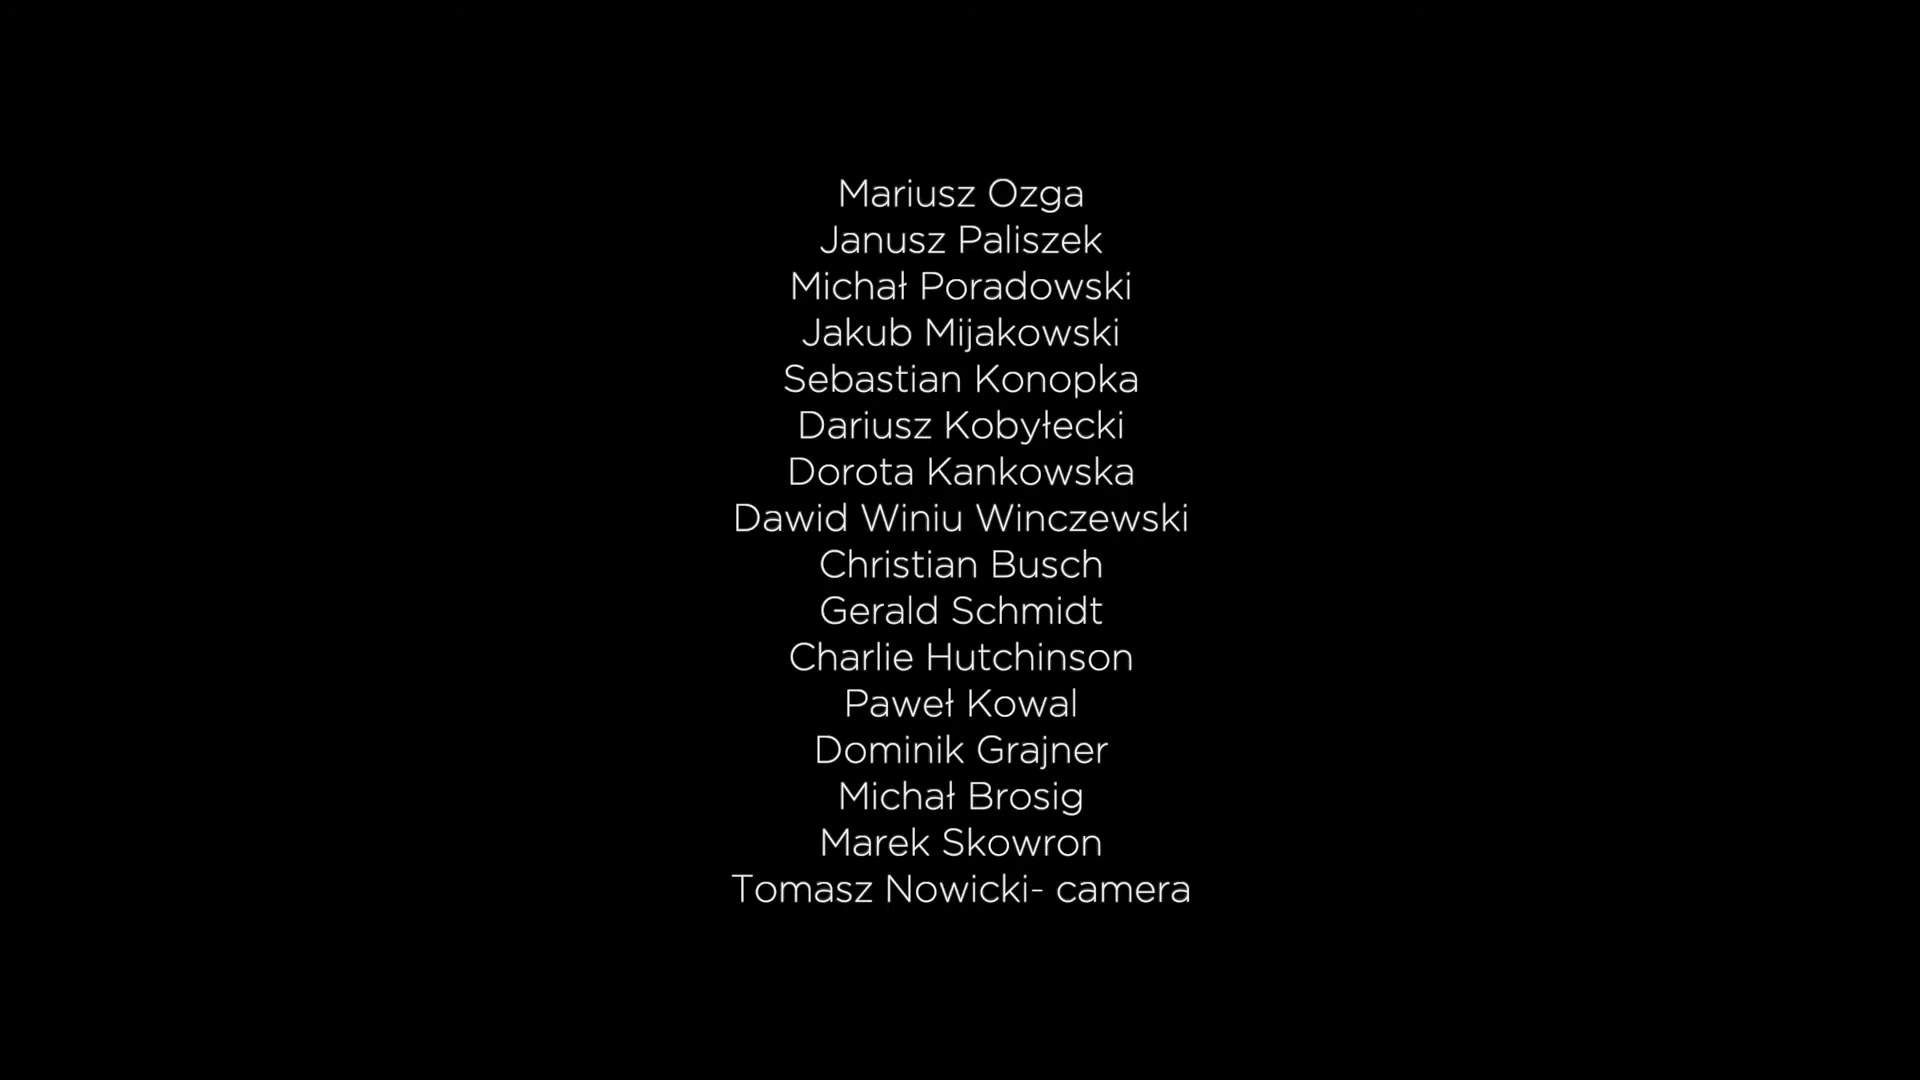 Mariusz Ozga
Janusz Paliszek
Michał Poradowski
Jakub Mijakowski
Sebastian Konopka
Dariusz Kobyłecki
Dorota Kankowska
Dawid Winiu Winczewski
Christian Busch
Gerald Schmidt
Charlie Hutchinson
Paweł Kowal
Dominik Grajner
Michał Brosig
Marek Skowron
Tomasz Nowicki- camera